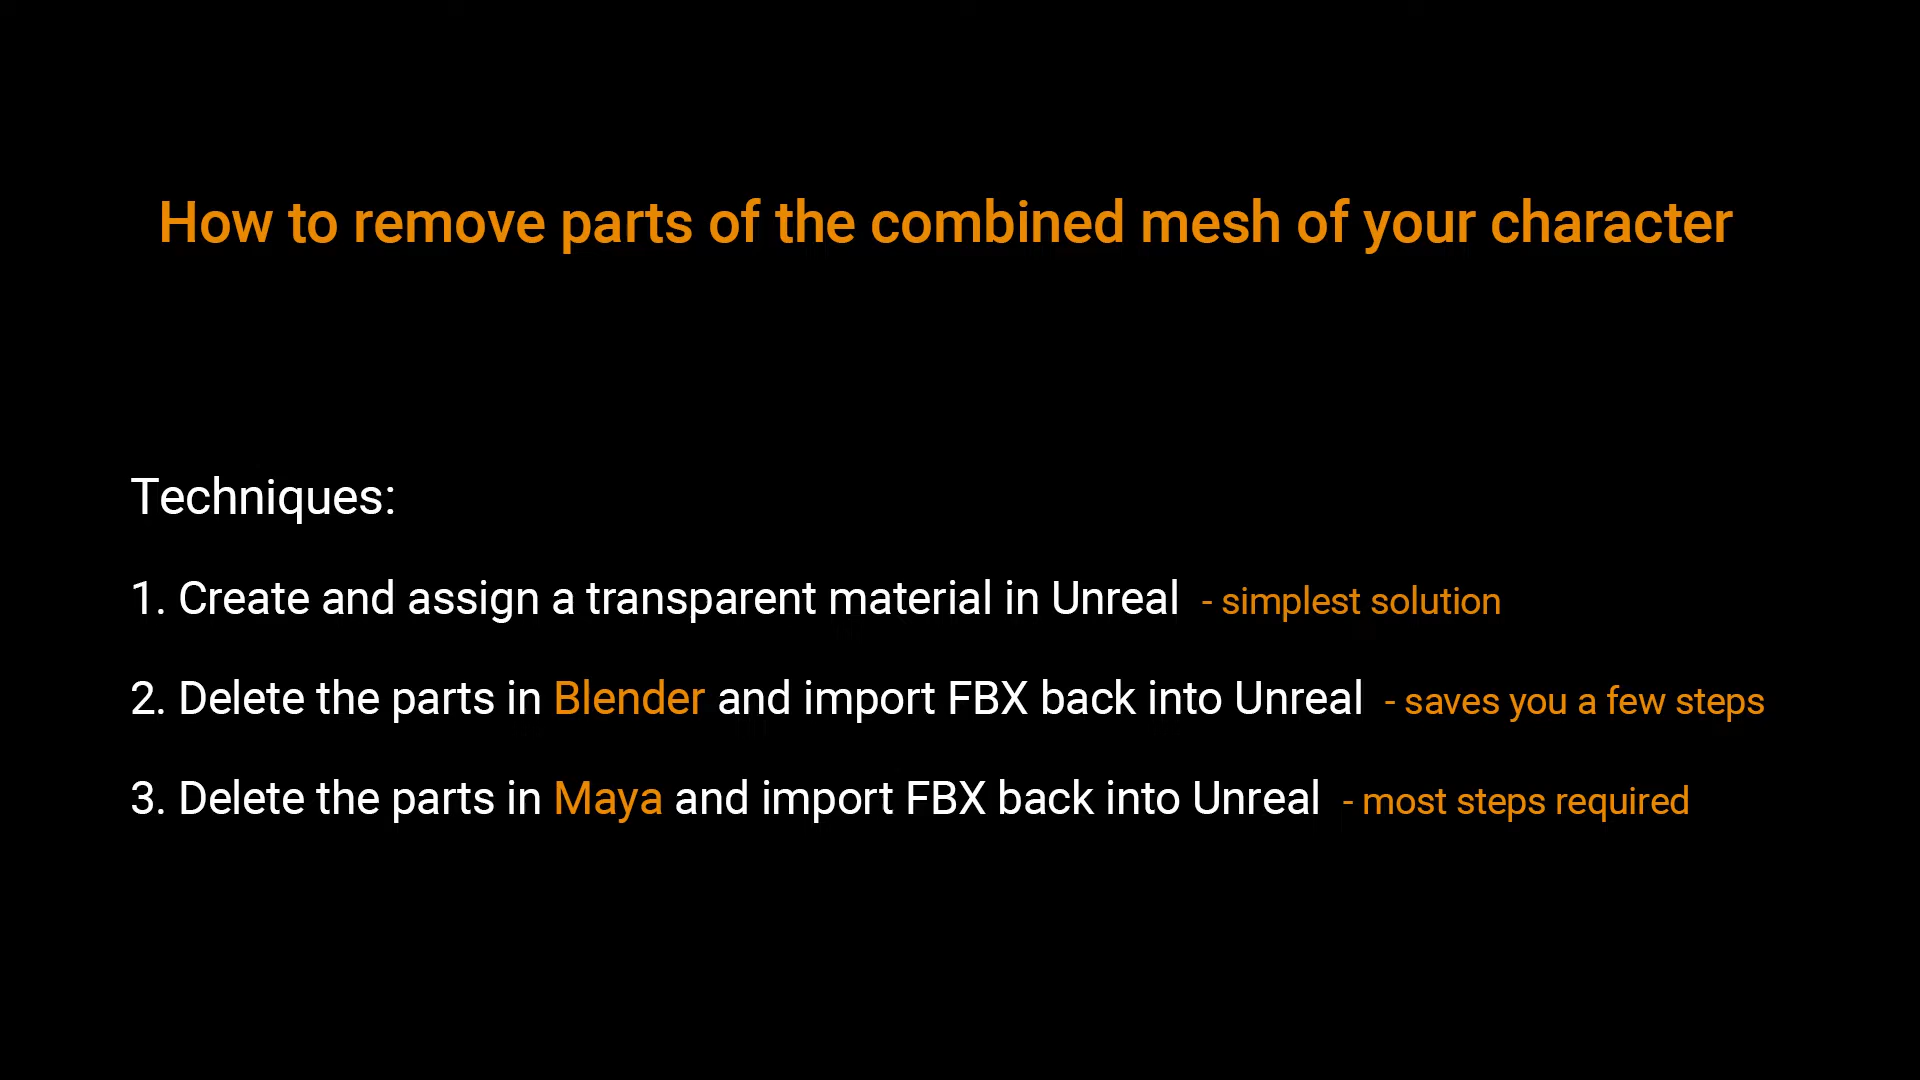 How to remove parts of the combined mesh of your character
Techniques:
1. Create and assign a transparent material in Unreal - simplest solution
2. Delete the parts in Blender and import FBX back into Unreal - saves you a few steps
3. Delete the parts in Maya and import FBX back into Unreal - most steps required